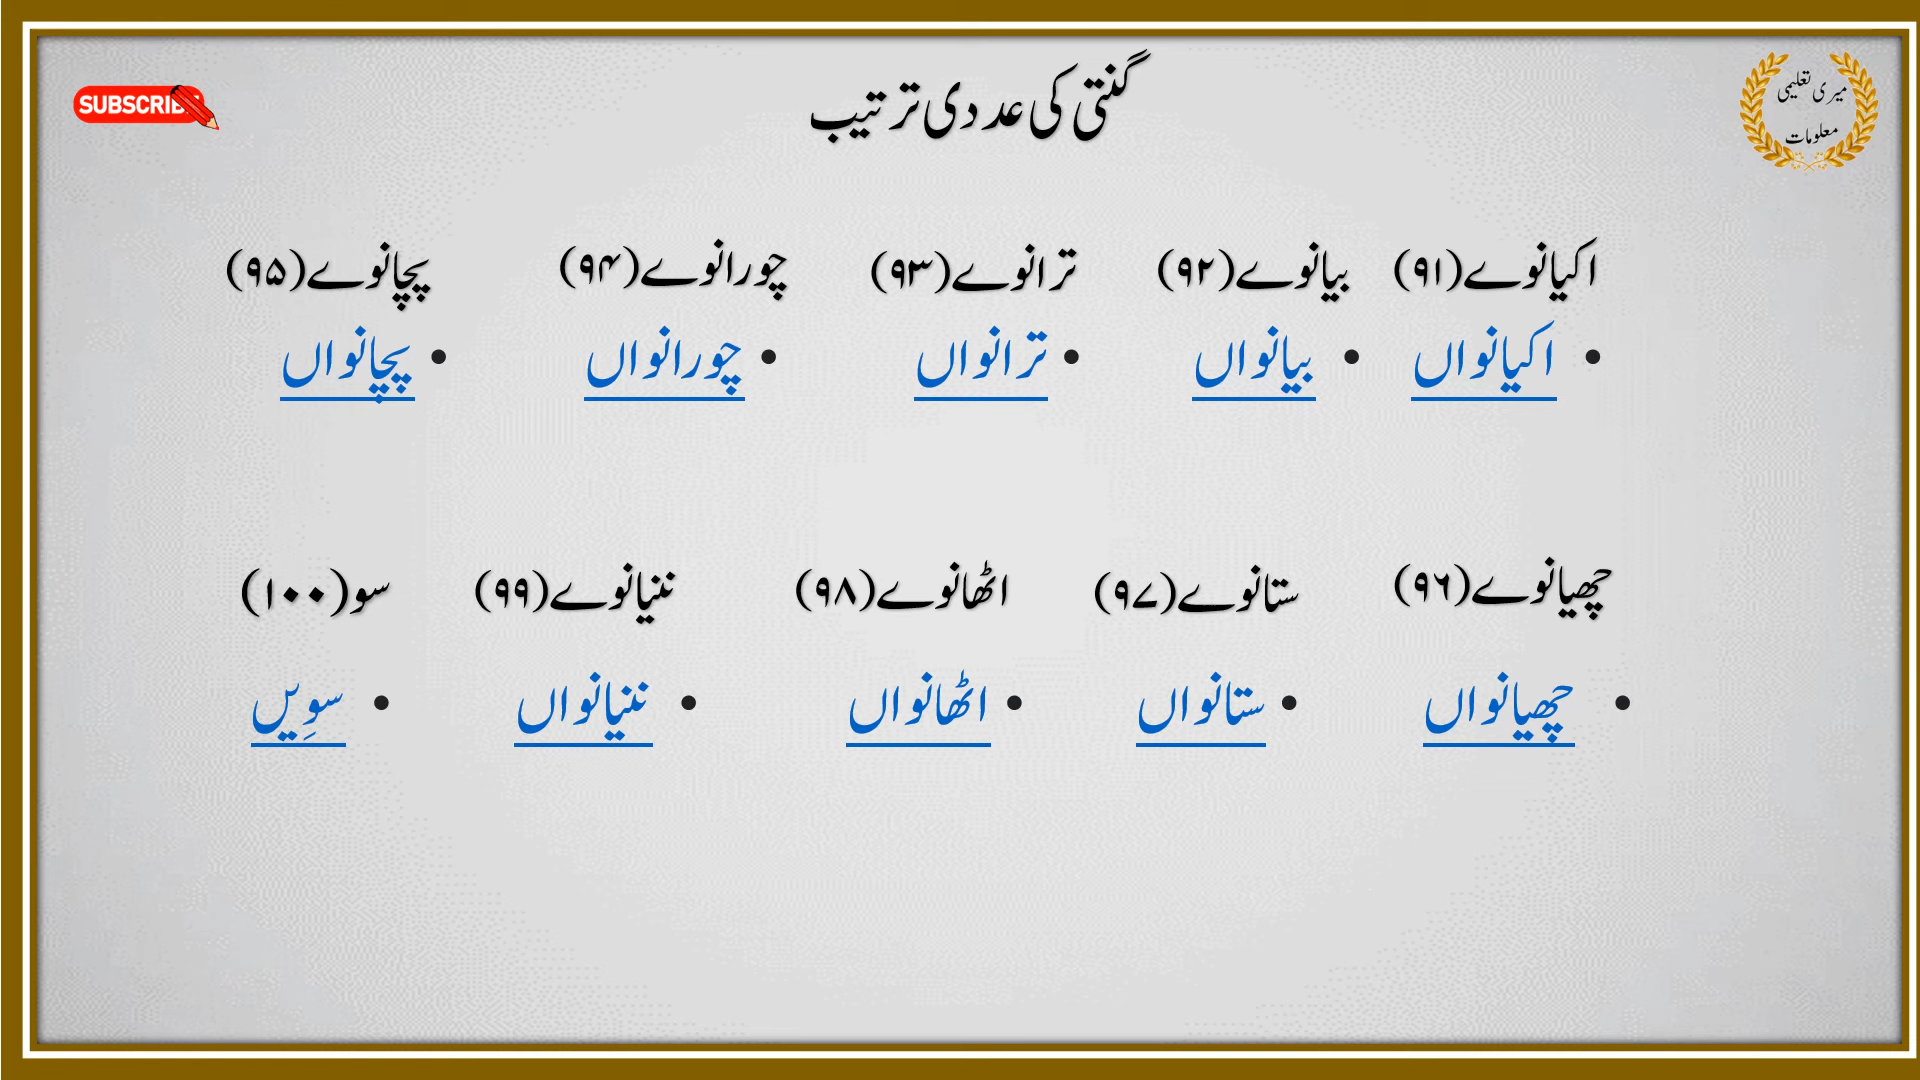 گنتی کی عددی ترتیب
SUBSCRIBE
میری تعلیمی
معلومات
اکیانوے(۹۱) بیانوے(۹۲) ترانوے(۹۳) چورانوے(۹۴) پچانوے(۹۵)
• اکیانواں • بیانواں • ترانواں • چورانواں • پچانواں
چھیانوے(۹۶) ستانوے(۹۷) اٹھانوے(۹۸) ننیانوے(۹۹) سو(۱۰۰)
• چھیانواں • ستانواں • اٹھانواں • ننیانواں • سوِیں